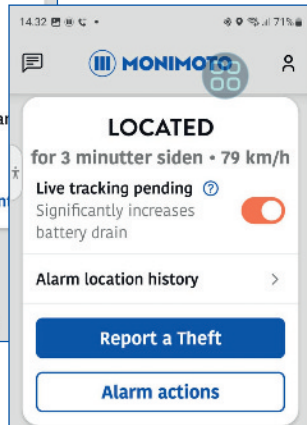 14.32 71%
MONIMOTO
LOCATED
for 3 minutter siden • 79 km/h
Live tracking pending ?
Significantly increases
battery drain
Alarm location history >
Report a Theft
Alarm actions